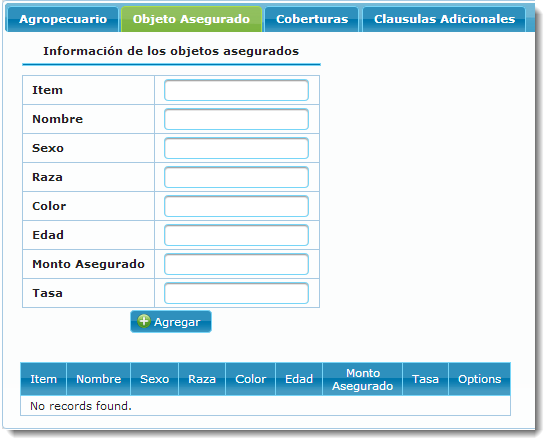 Agropecuario Objeto Asegurado Coberturas Clausulas Adicionales
Información de los objetos asegurados
Item
Nombre
Sexo
Raza
Color
Edad
Monto Asegurado
Tasa
Agregar
Item Nombre Sexo Raza Color Edad Monto Asegurado Tasa Options
No records found.